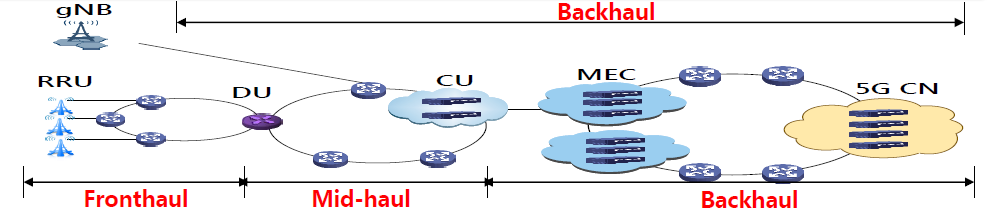 Backhaul
gNB
RRU
DU
CU
MEC
5G CN
Fronthaul
Mid-haul
Backhaul